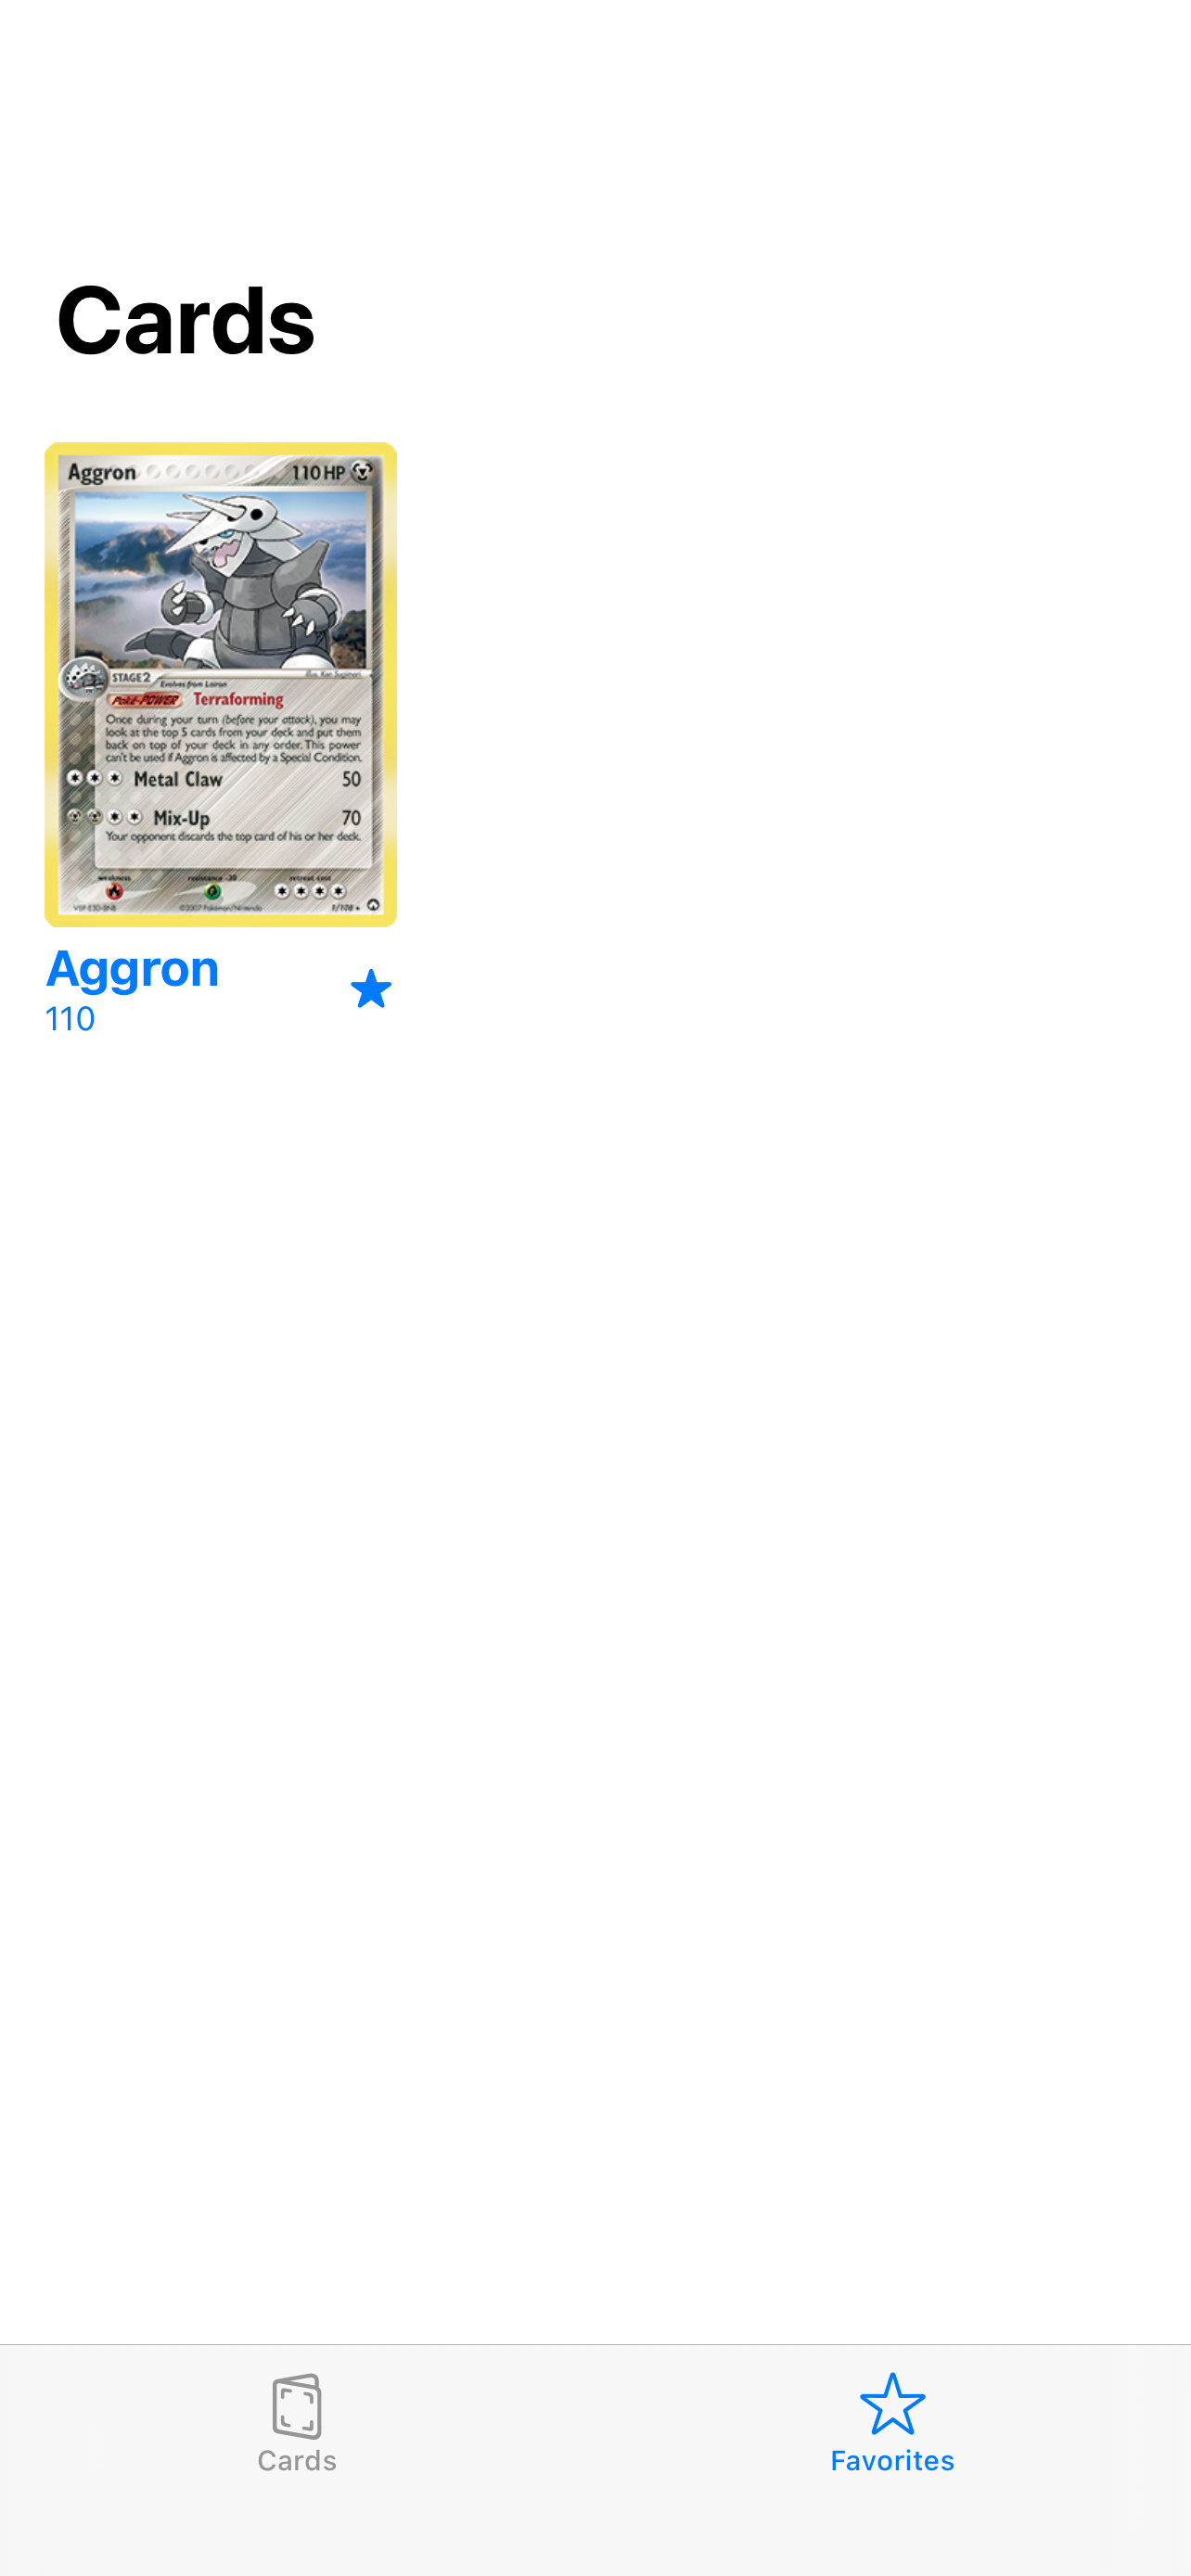 Cards
Aggron 110 HP
STAGE 2 Evolves from Lairon illus. Ken Sugimori
Poké-POWER Terraforming
Once during your turn (before your attack), you may
look at the top 5 cards from your deck and put them
back on top of your deck in any order. This power
can't be used if Aggron is affected by a Special Condition.
Metal Claw 50
Mix-Up 70
Your opponent discards the top card of his or her deck.
weakness resistance -30 retreat cost
©2007 Pokémon/Nintendo 1/108
Aggron
110
Cards Favorites